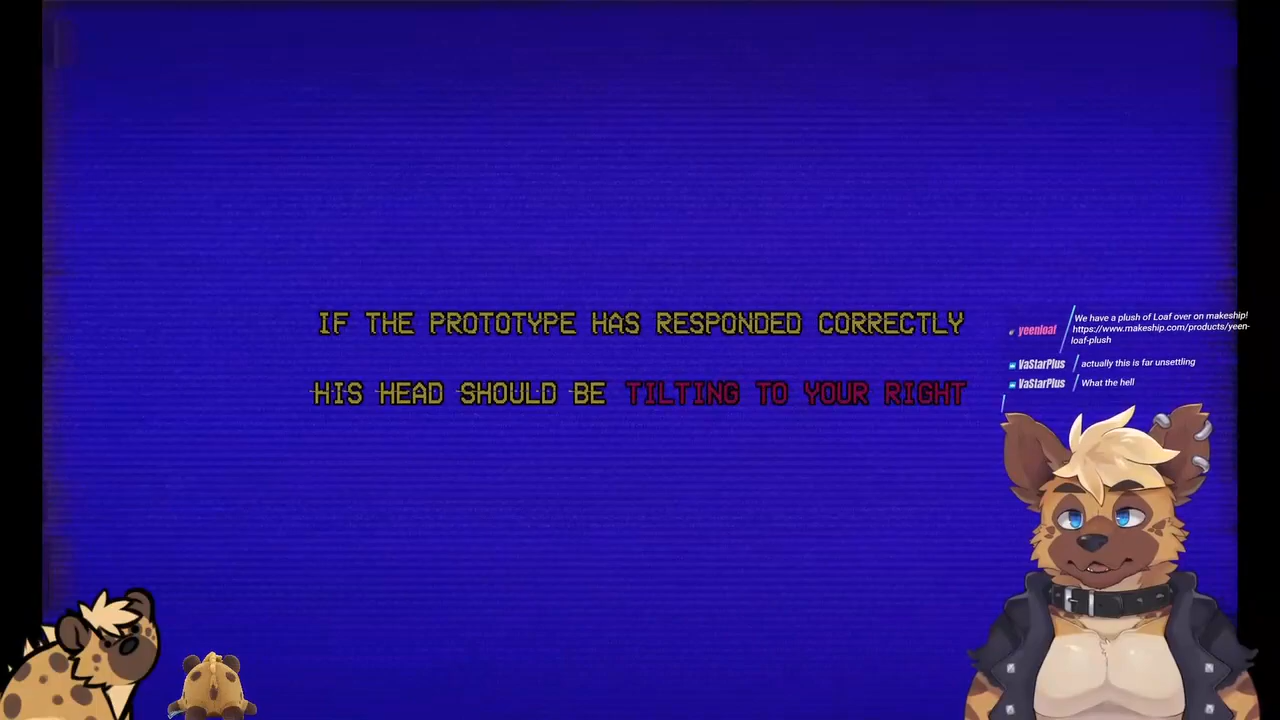 IF THE PROTOTYPE HAS RESPONDED CORRECTLY
HIS HEAD SHOULD BE TILTING TO YOUR RIGHT
yeenloaf
We have a plush of Loaf over on makeship!
https://www.makeship.com/products/yeen-
loaf-plush
VaStarPlus actually this is far unsettling
VaStarPlus What the hell